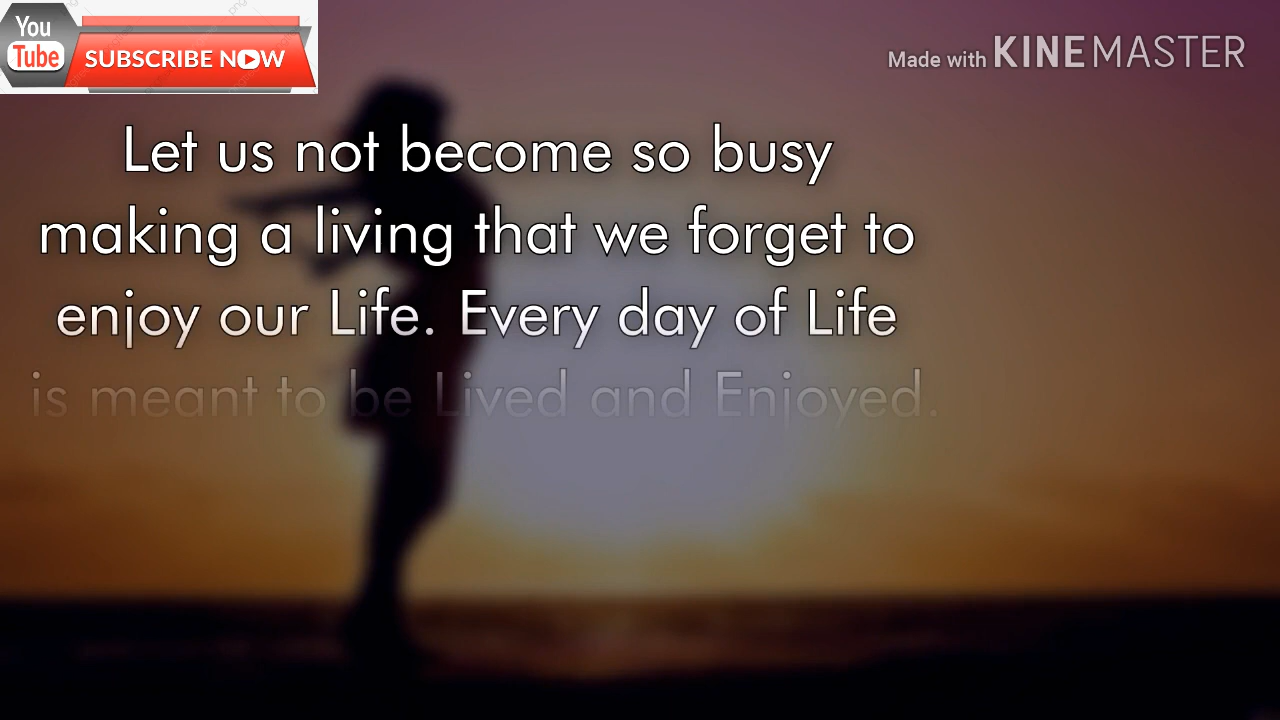 You
Tube
SUBSCRIBE NOW
Made with KINEMASTER
Let us not become so busy
making a living that we forget to
enjoy our Life. Every day of Life
is meant to be Lived and Enjoyed.